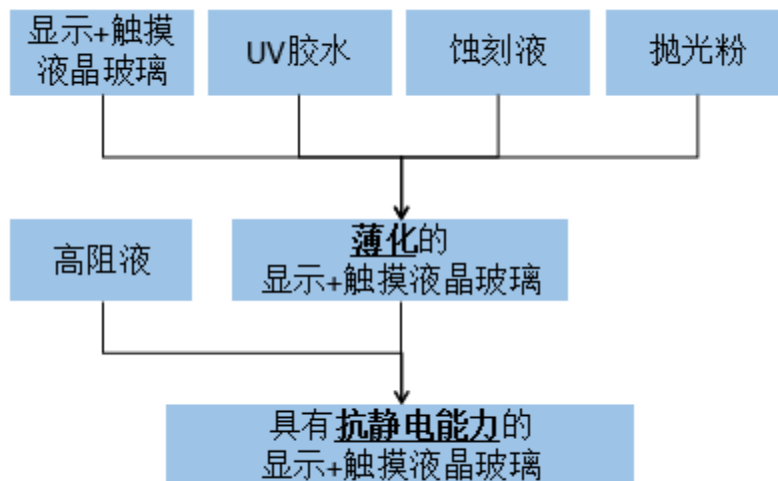 显示+触摸
液晶玻璃
UV胶水
蚀刻液
抛光粉
高阻液
薄化的
显示+触摸液晶玻璃
具有抗静电能力的
显示+触摸液晶玻璃